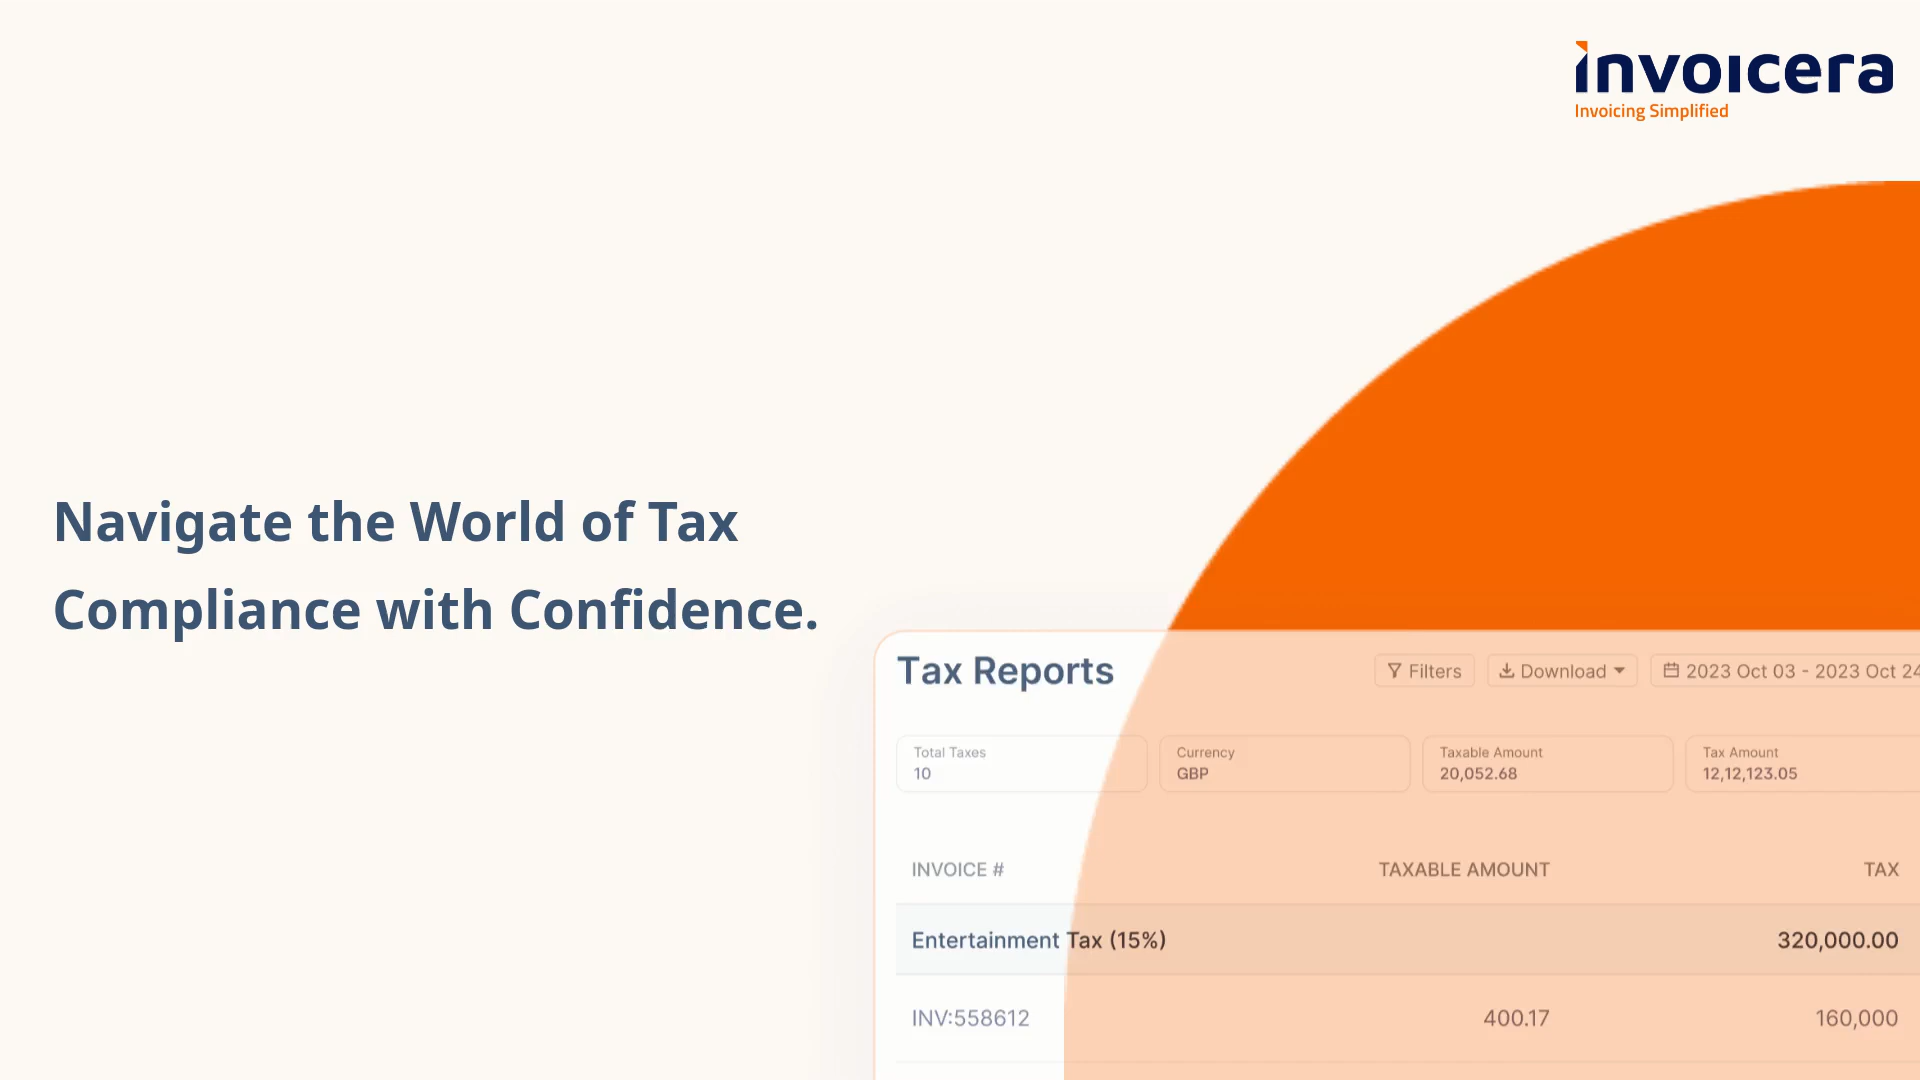 invoicera
Invoicing Simplified
Navigate the World of Tax
Compliance with Confidence.
Tax Reports
Filters
Download
2023 Oct 03 - 2023 Oct 24
Total Taxes
10
Currency
GBP
Taxable Amount
20,052.68
Tax Amount
12,12,123.05
INVOICE # TAXABLE AMOUNT TAX
Entertainment Tax (15%) 320,000.00
INV:558612 400.17 160,000